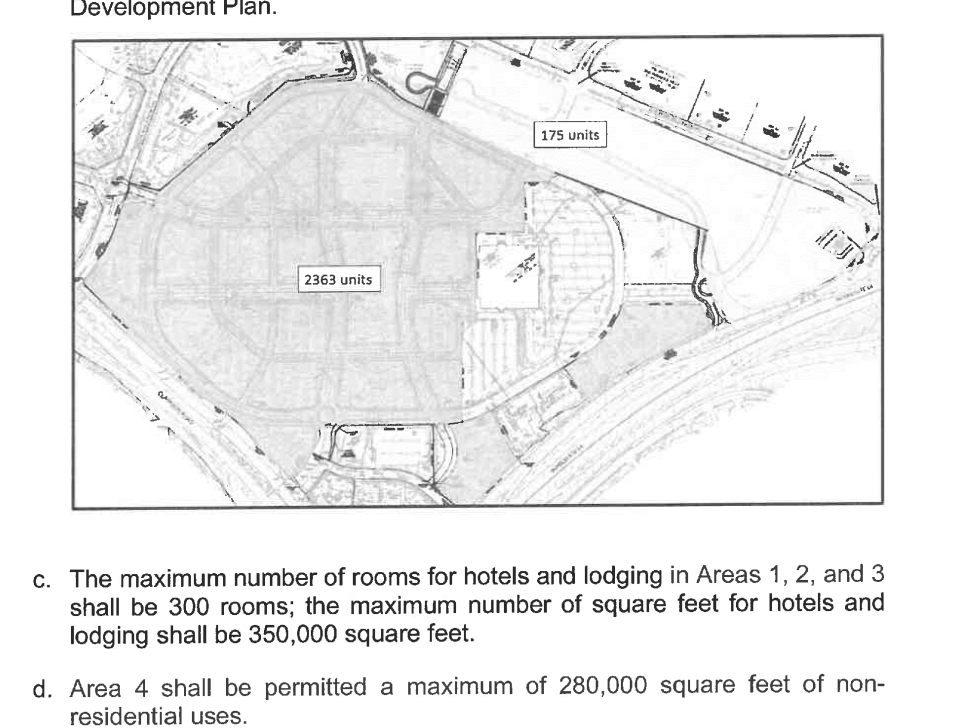 Development Plan.
175 units
2363 units
c. The maximum number of rooms for hotels and lodging in Areas 1, 2, and 3
shall be 300 rooms; the maximum number of square feet for hotels and
lodging shall be 350,000 square feet.
d. Area 4 shall be permitted a maximum of 280,000 square feet of non-
residential uses.